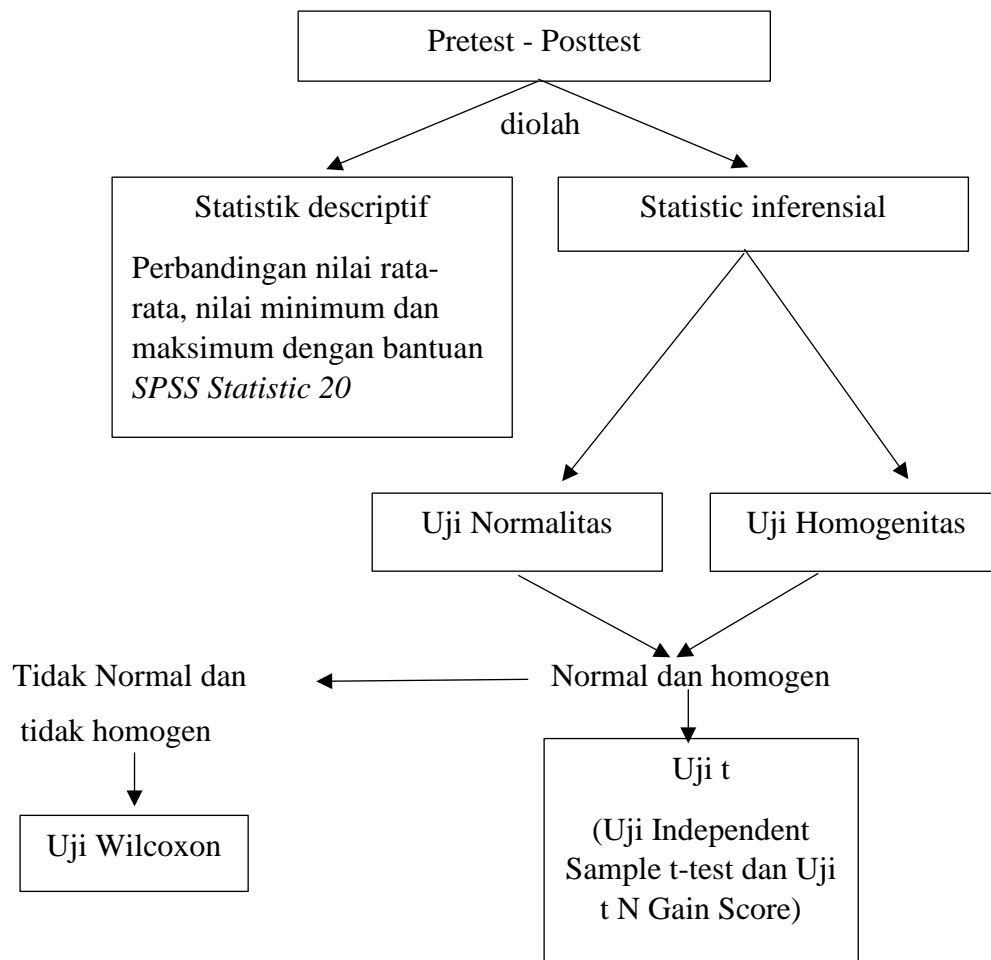 Pretest - Posttest
diolah
Statistik descriptif
Perbandingan nilai rata-
rata, nilai minimum dan
maksimum dengan bantuan
SPSS Statistic 20
Statistic inferensial
Uji Normalitas
Uji Homogenitas
Tidak Normal dan
tidak homogen
Normal dan homogen
Uji Wilcoxon
Uji t
(Uji Independent
Sample t-test dan Uji
t N Gain Score)